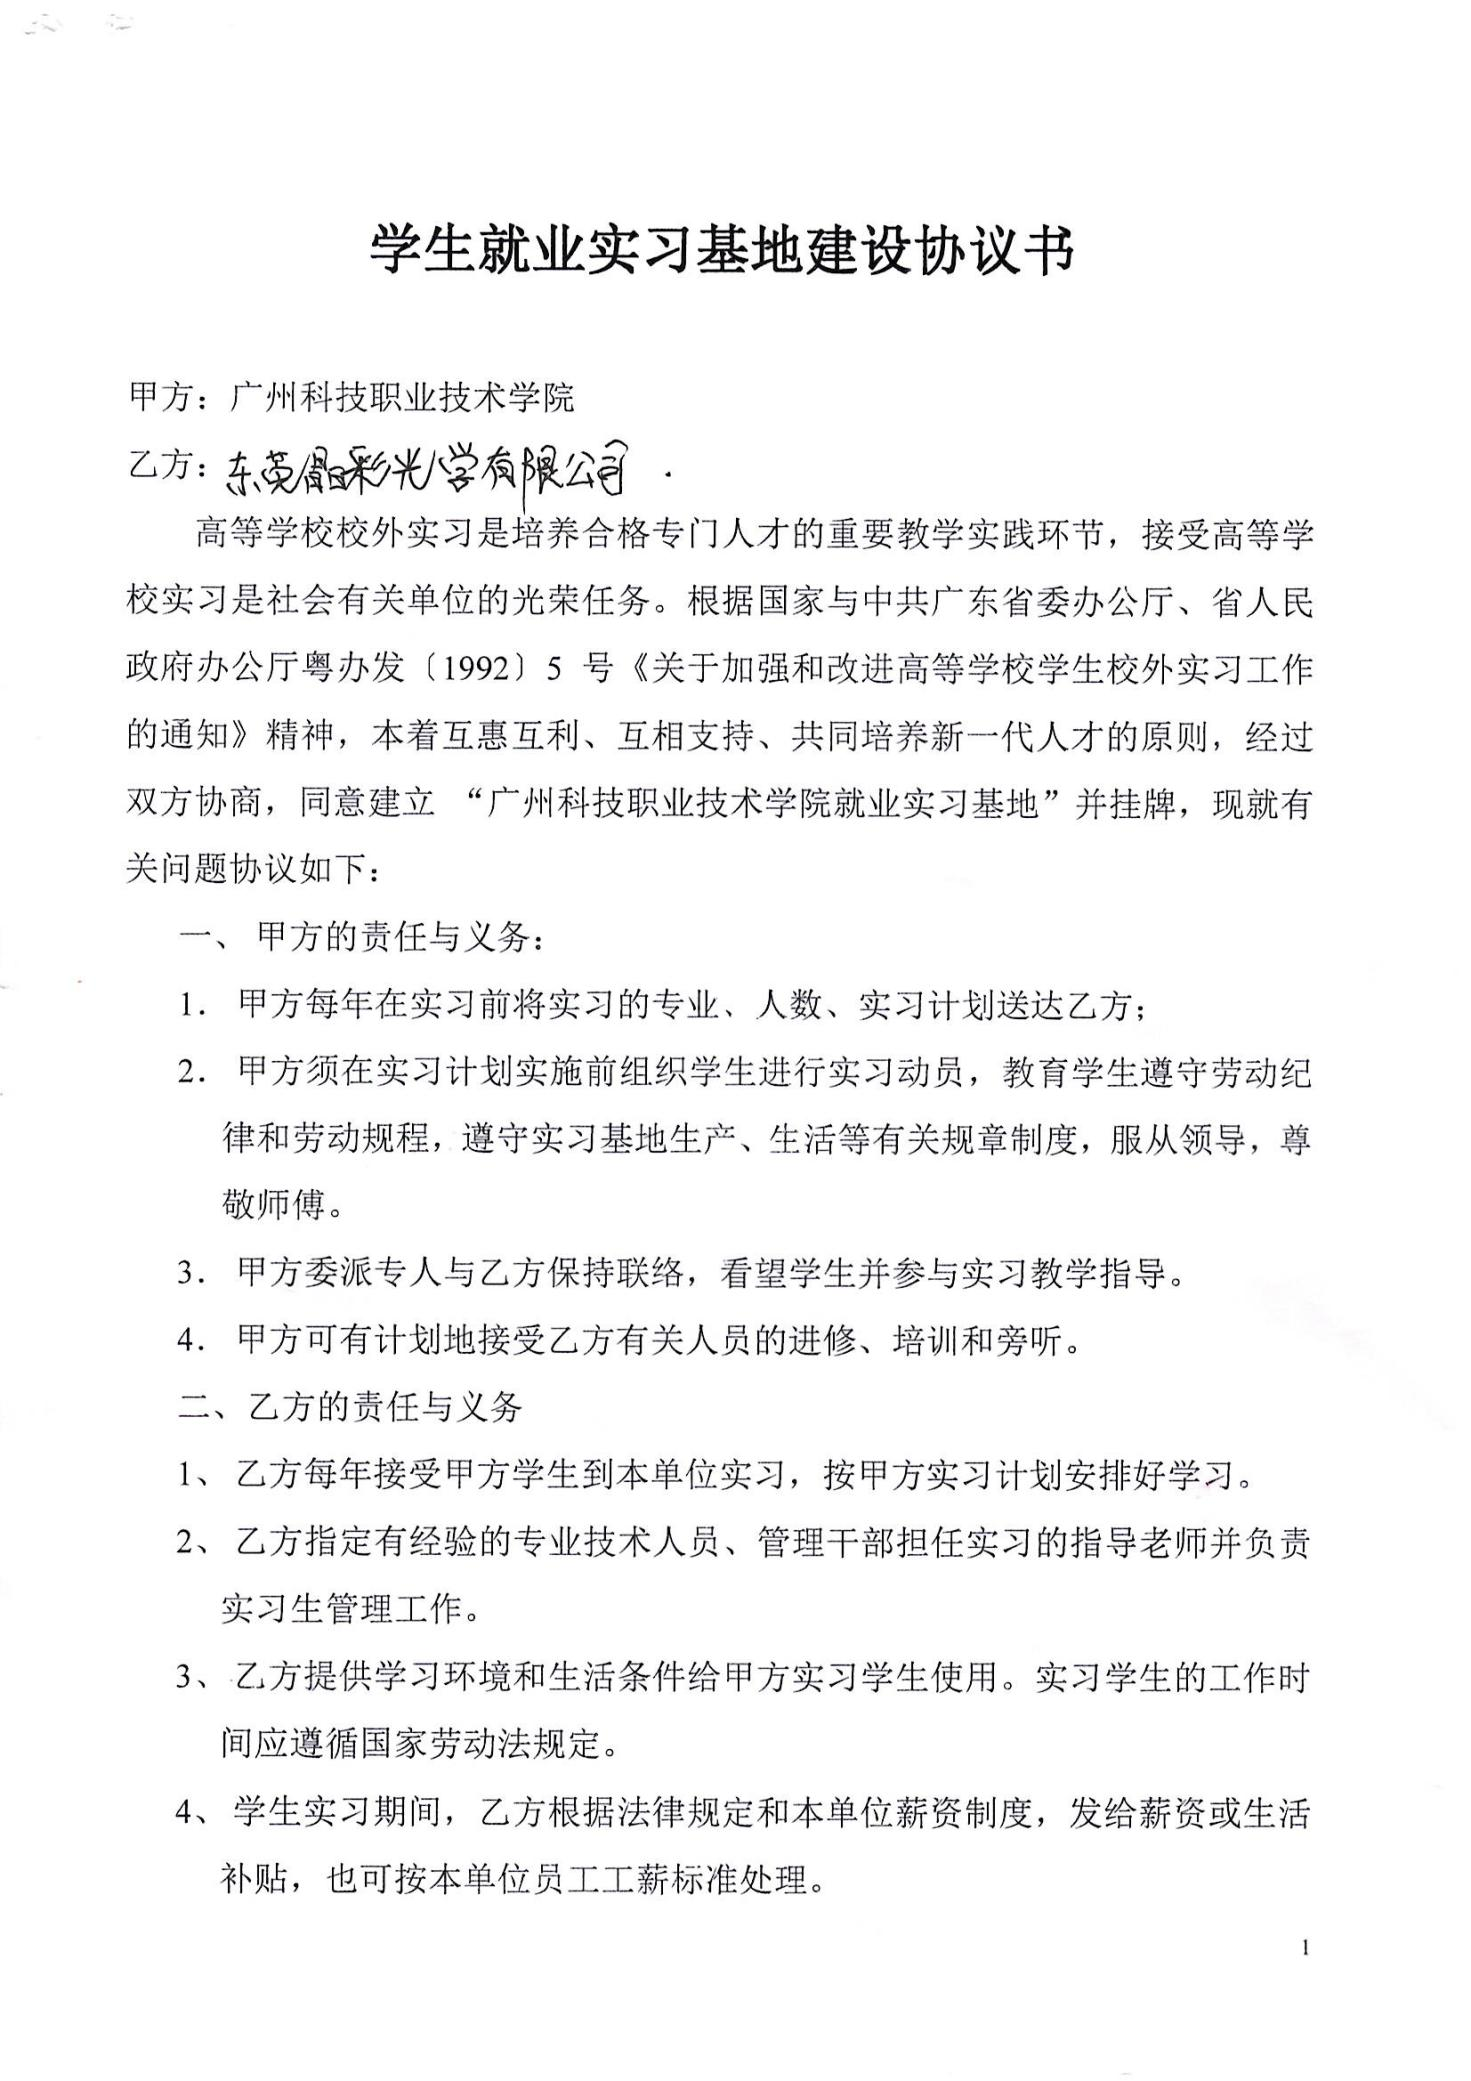 学生就业实习基地建设协议书
甲方：广州科技职业技术学院
乙方：东莞晶彩光学有限公司．
高等学校校外实习是培养合格专门人才的重要教学实践环节，接受高等学
校实习是社会有关单位的光荣任务。根据国家与中共广东省委办公厅、省人民
政府办公厅粤办发〔1992〕5 号《关于加强和改进高等学校学生校外实习工作
的通知》精神，本着互惠互利、互相支持、共同培养新一代人才的原则，经过
双方协商，同意建立 “广州科技职业技术学院就业实习基地”并挂牌，现就有
关问题协议如下：
一、 甲方的责任与义务：
1． 甲方每年在实习前将实习的专业、人数、实习计划送达乙方；
2． 甲方须在实习计划实施前组织学生进行实习动员，教育学生遵守劳动纪
律和劳动规程，遵守实习基地生产、生活等有关规章制度，服从领导，尊
敬师傅。
3． 甲方委派专人与乙方保持联络，看望学生并参与实习教学指导。
4． 甲方可有计划地接受乙方有关人员的进修、培训和旁听。
二、乙方的责任与义务
1、 乙方每年接受甲方学生到本单位实习，按甲方实习计划安排好学习。
2、 乙方指定有经验的专业技术人员、管理干部担任实习的指导老师并负责
实习生管理工作。
3、 乙方提供学习环境和生活条件给甲方实习学生使用。实习学生的工作时
间应遵循国家劳动法规定。
4、 学生实习期间，乙方根据法律规定和本单位薪资制度，发给薪资或生活
补贴，也可按本单位员工工薪标准处理。
1